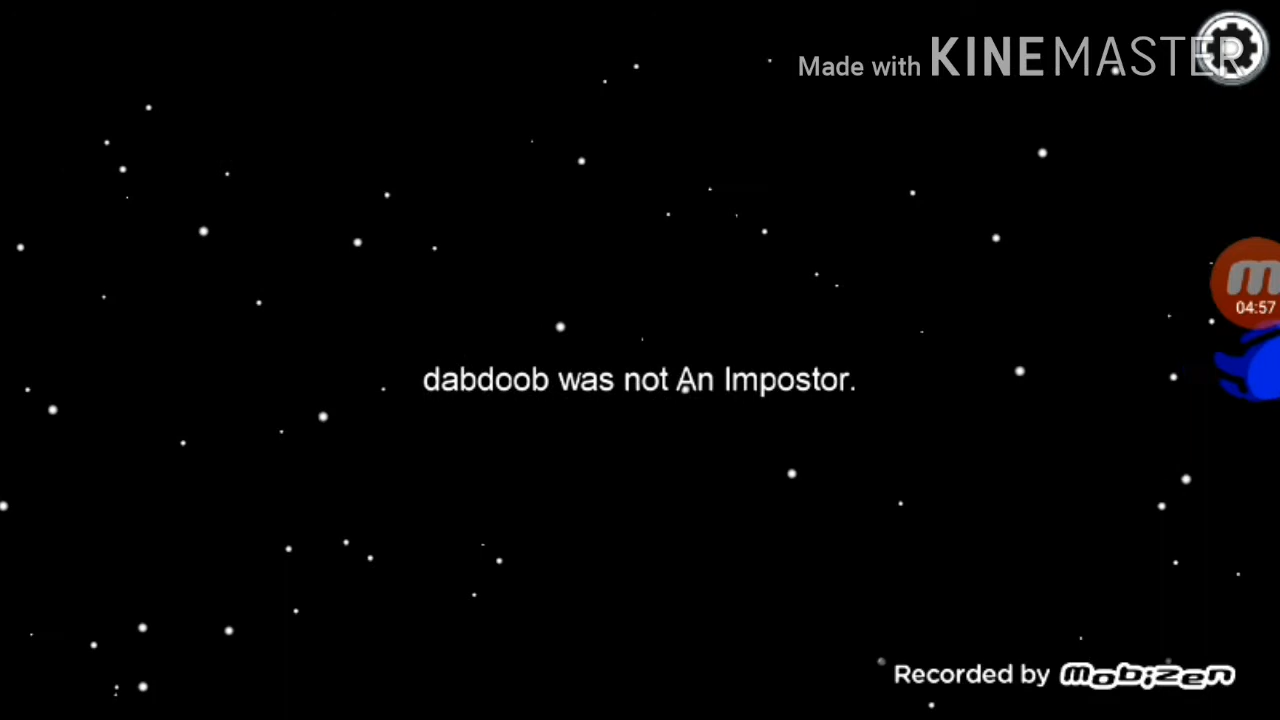 Made with KINEMASTER
04:57
dabdoob was not An Impostor.
Recorded by mobizen